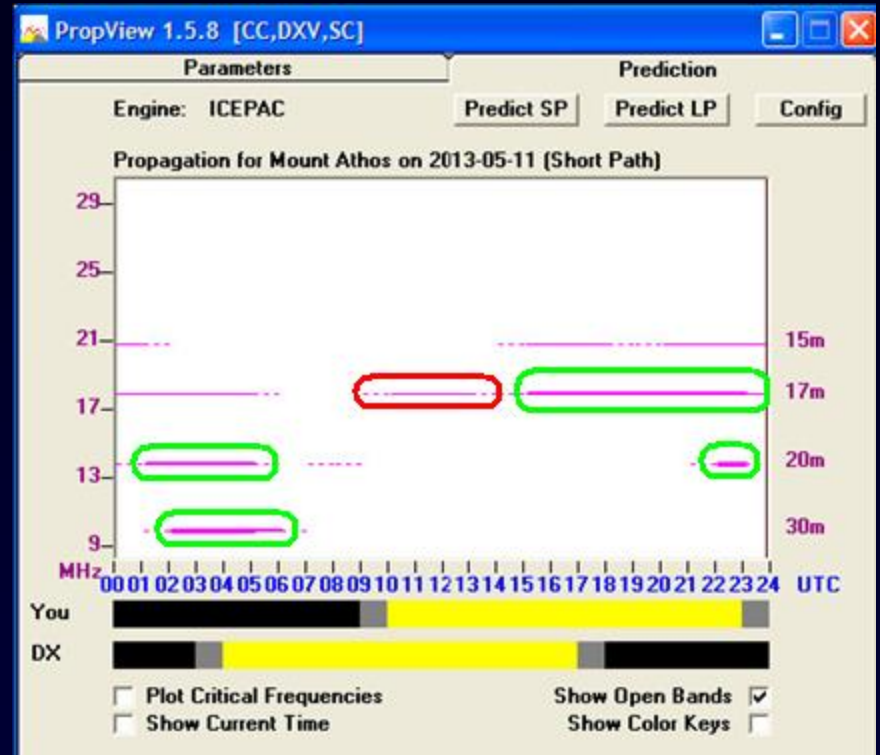 PropView 1.5.8 [CC,DXV,SC]
Parameters Prediction
Engine: ICEPAC Predict SP Predict LP Config
Propagation for Mount Athos on 2013-05-11 (Short Path)
29
25
21 15m
17 17m
13 20m
9 30m
MHz
00 01 02 03 04 05 06 07 08 09 10 11 12 13 14 15 16 17 18 19 20 21 22 23 24 UTC
You
DX
Plot Critical Frequencies Show Open Bands
Show Current Time Show Color Keys